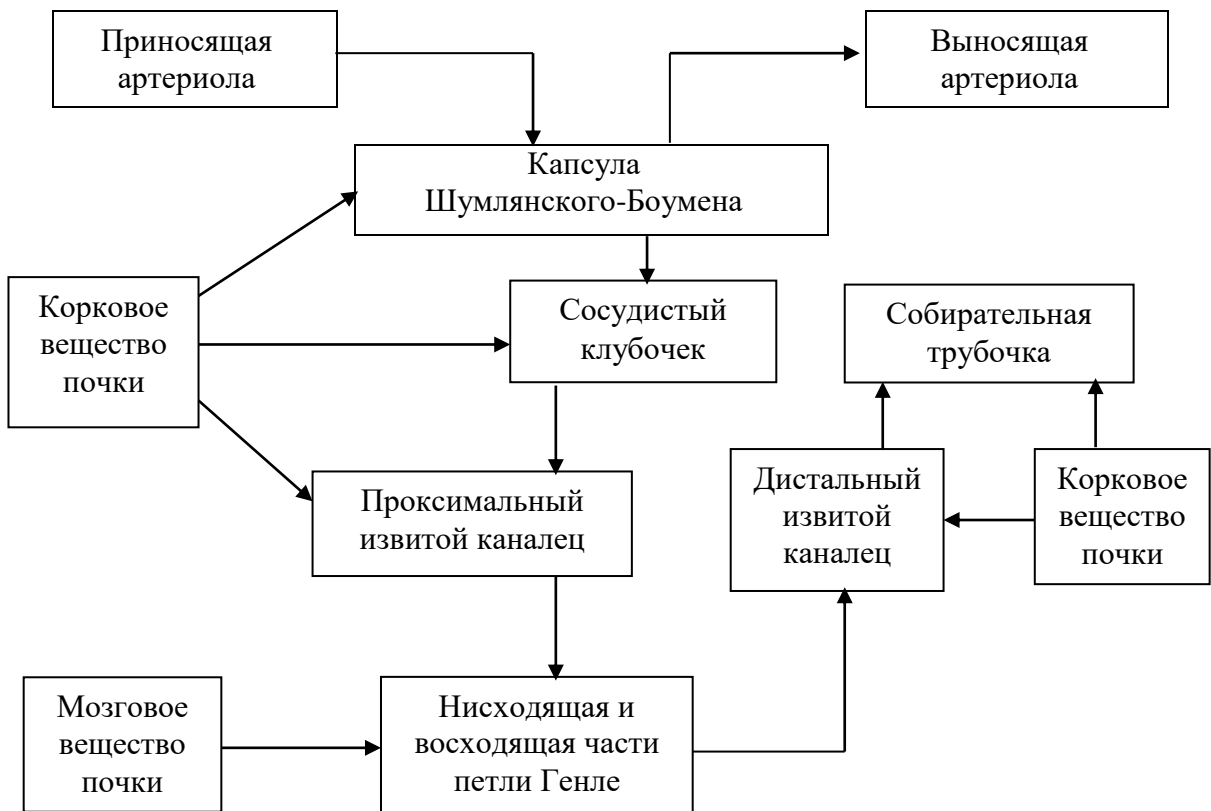 Приносящая
артериола
Выносящая
артериола
Капсула
Шумлянского-Боумена
Корковое
вещество
почки
Сосудистый
клубочек
Собирательная
трубочка
Проксимальный
извитой каналец
Дистальный
извитой
каналец
Корковое
вещество
почки
Мозговое
вещество
почки
Нисходящая и
восходящая части
петли Генле